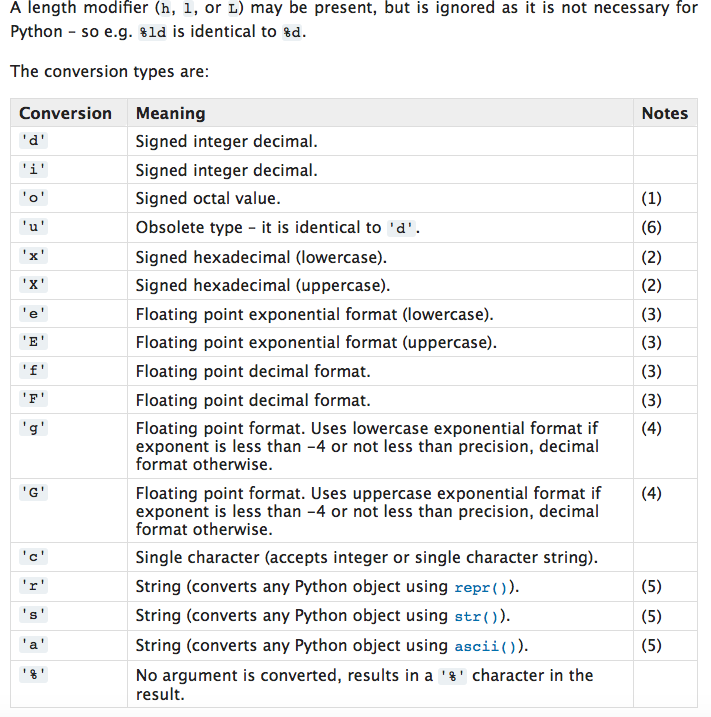 A length modifier (h, l, or L) may be present, but is ignored as it is not necessary for
Python – so e.g. %ld is identical to %d.
The conversion types are:
Conversion Meaning Notes
'd' Signed integer decimal.
'i' Signed integer decimal.
'o' Signed octal value. (1)
'u' Obsolete type – it is identical to 'd'. (6)
'x' Signed hexadecimal (lowercase). (2)
'X' Signed hexadecimal (uppercase). (2)
'e' Floating point exponential format (lowercase). (3)
'E' Floating point exponential format (uppercase). (3)
'f' Floating point decimal format. (3)
'F' Floating point decimal format. (3)
'g' Floating point format. Uses lowercase exponential format if (4)
exponent is less than -4 or not less than precision, decimal
format otherwise.
'G' Floating point format. Uses uppercase exponential format if (4)
exponent is less than -4 or not less than precision, decimal
format otherwise.
'c' Single character (accepts integer or single character string).
'r' String (converts any Python object using repr()). (5)
's' String (converts any Python object using str()). (5)
'a' String (converts any Python object using ascii()). (5)
'%' No argument is converted, results in a '%' character in the
result.